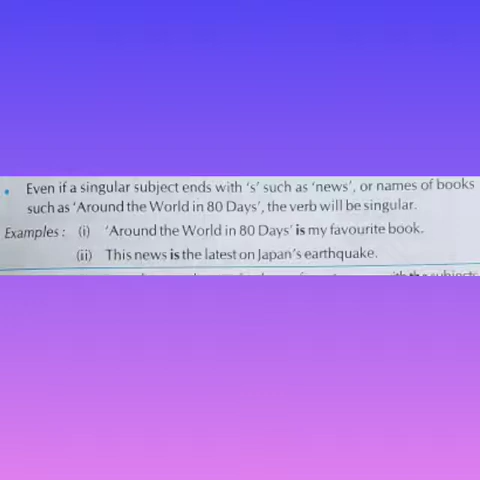 • Even if a singular subject ends with 's' such as 'news', or names of books
such as 'Around the World in 80 Days', the verb will be singular.
Examples : (i) 'Around the World in 80 Days' is my favourite book.
(ii) This news is the latest on Japan's earthquake.